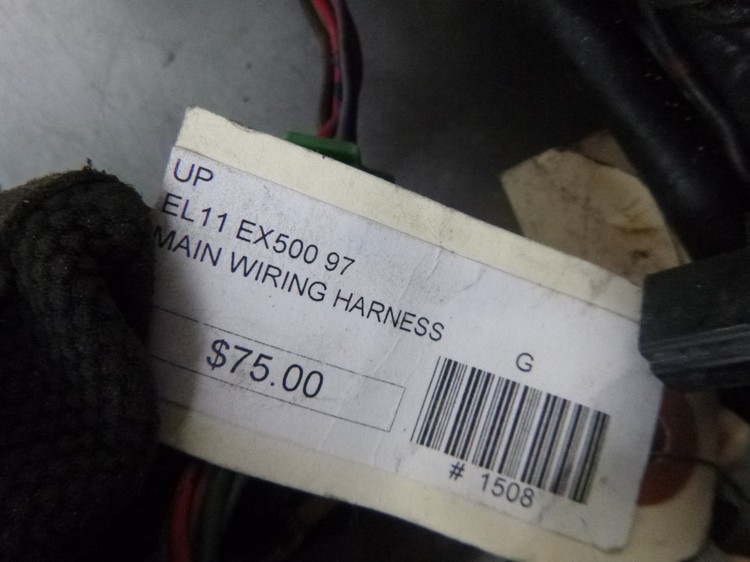 UP
EL11 EX500 97
MAIN WIRING HARNESS
$75.00
G
# 1508